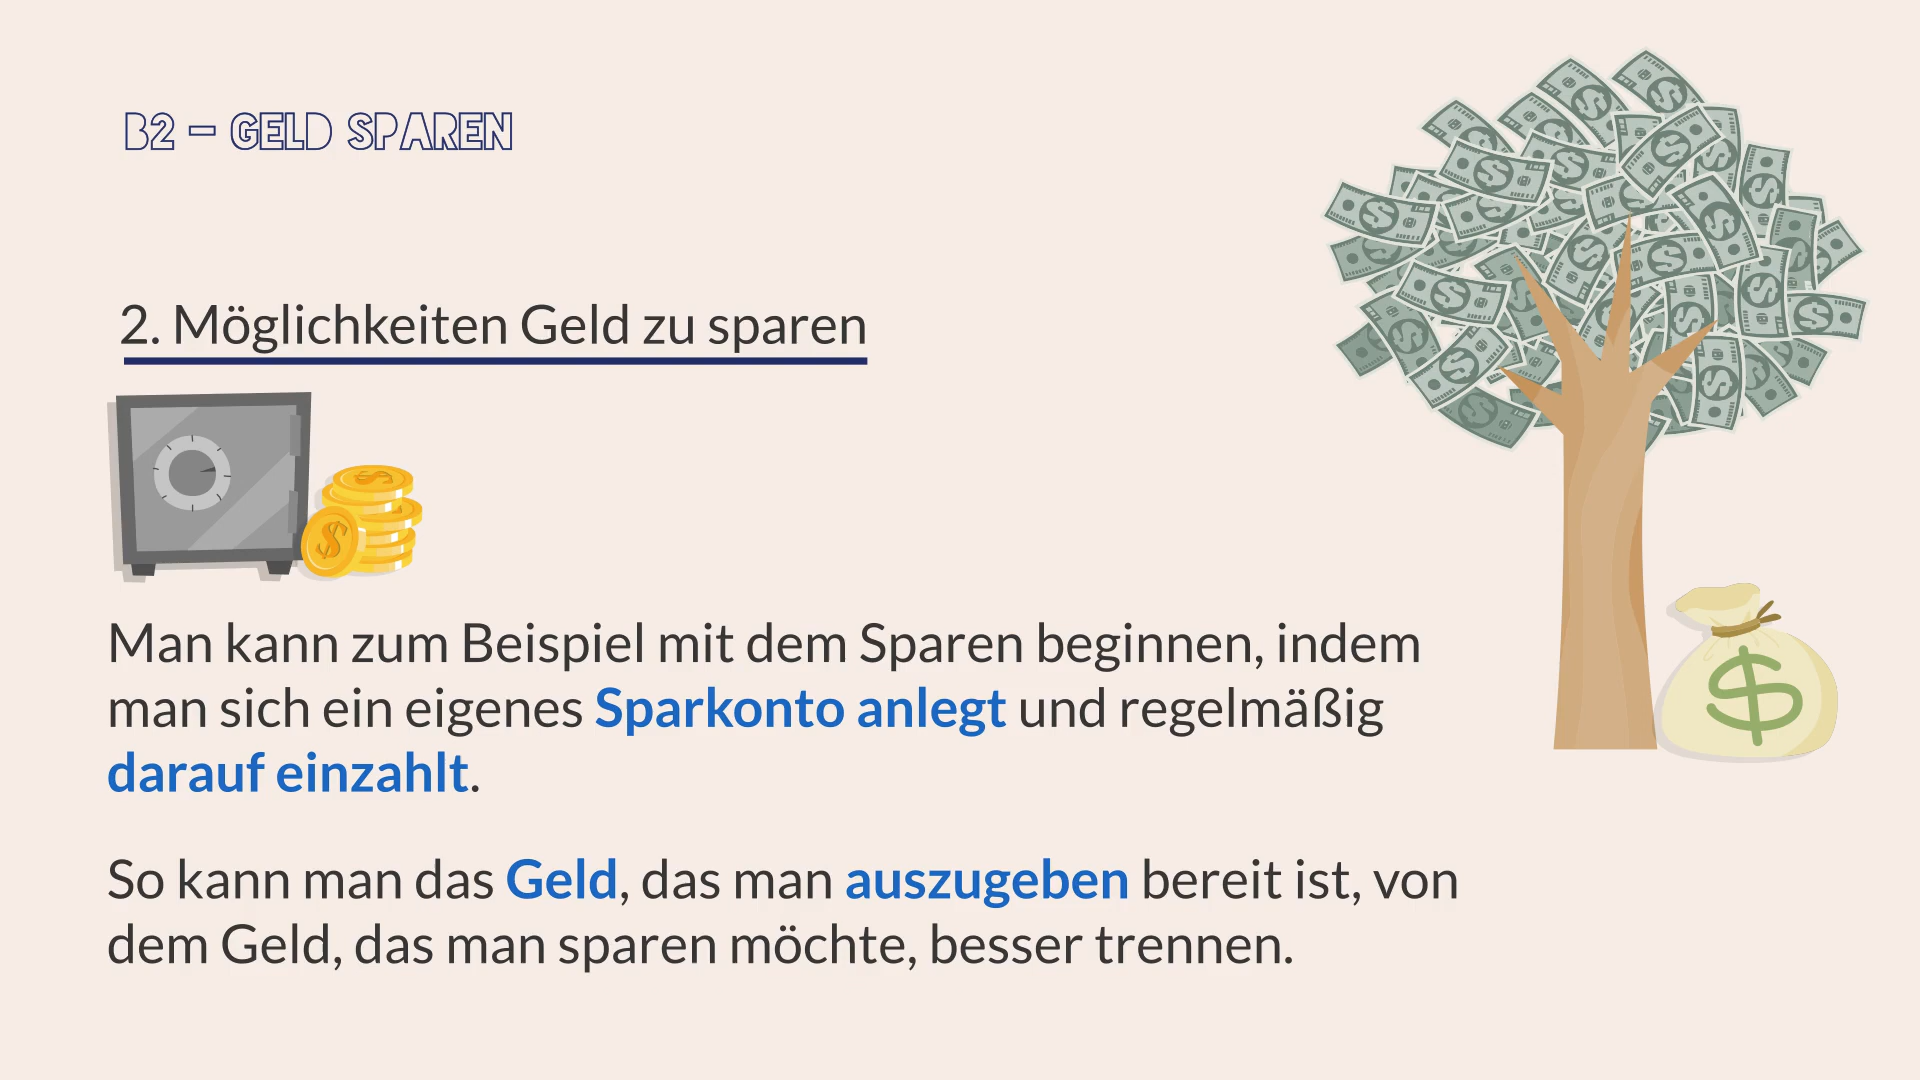 B2 – GELD SPAREN
2. Möglichkeiten Geld zu sparen
Man kann zum Beispiel mit dem Sparen beginnen, indem
man sich ein eigenes Sparkonto anlegt und regelmäßig
darauf einzahlt.
So kann man das Geld, das man auszugeben bereit ist, von
dem Geld, das man sparen möchte, besser trennen.